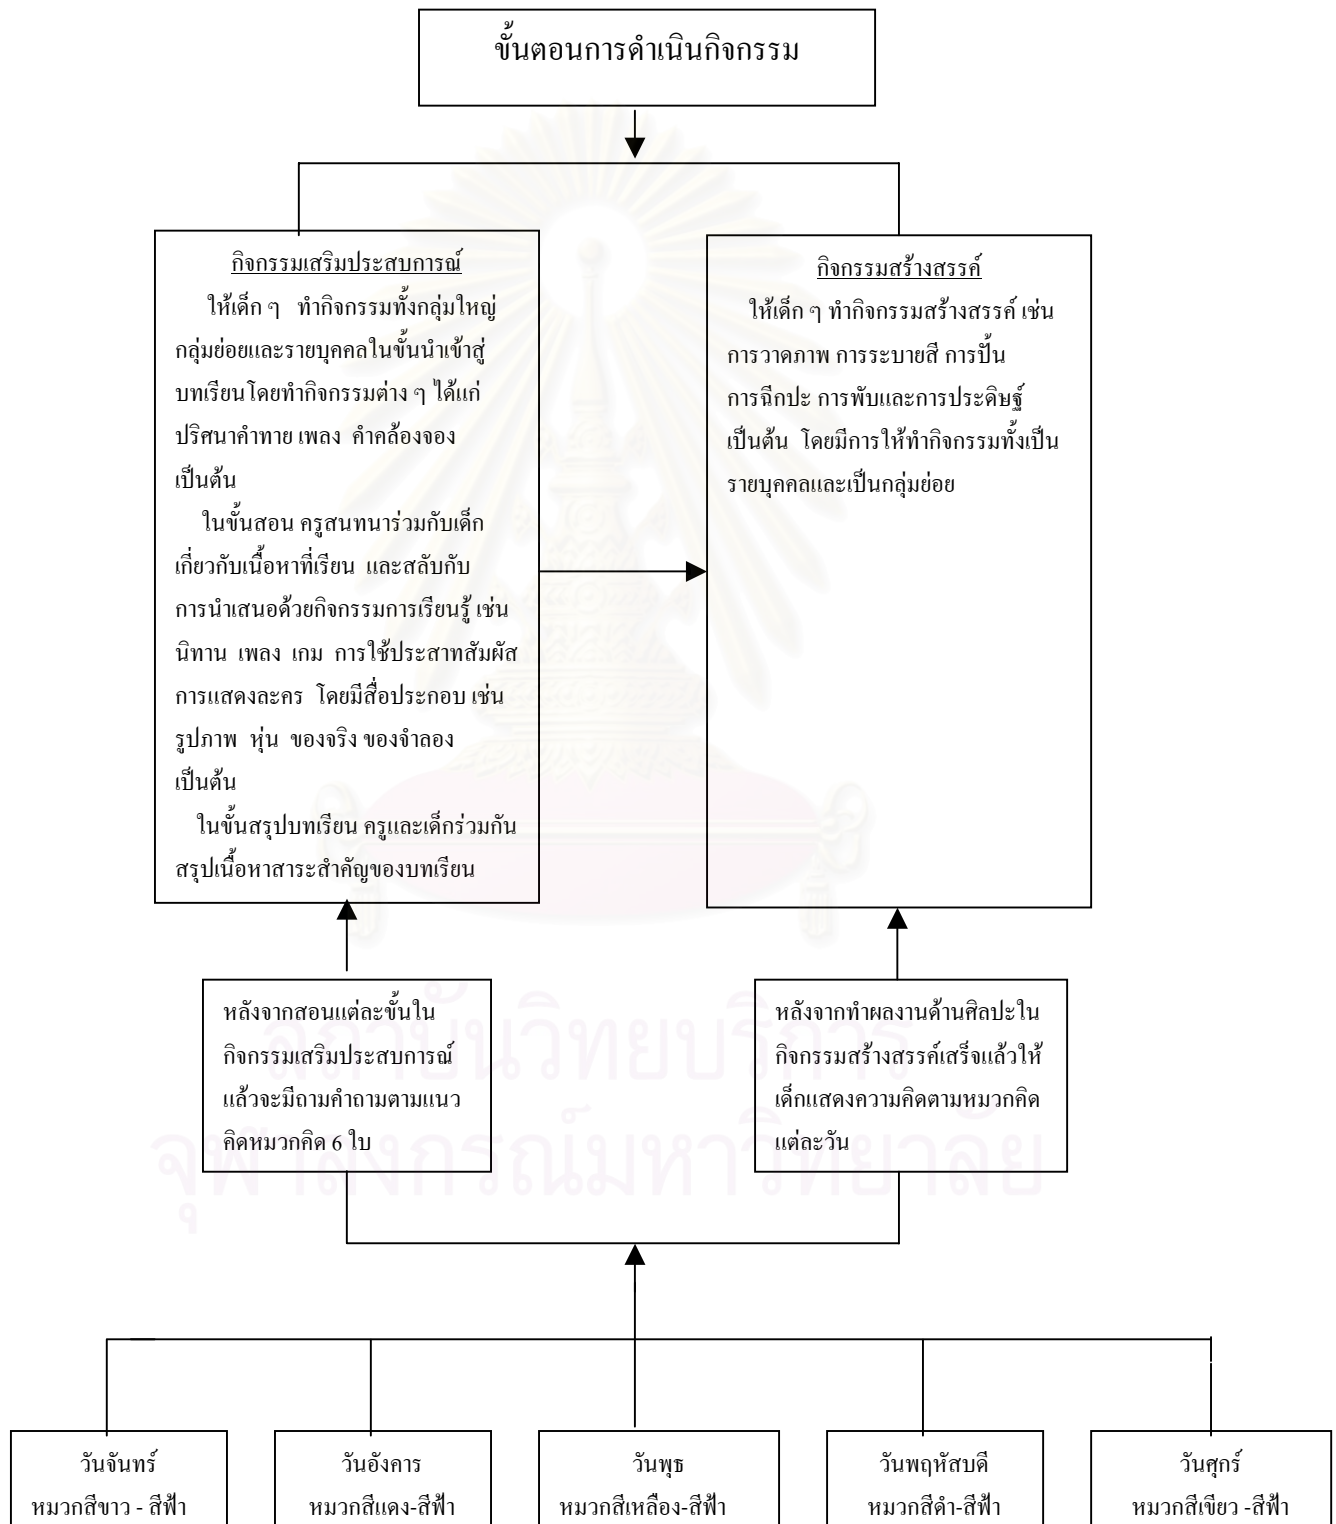 ขั้นตอนการดำเนินกิจกรรม
กิจกรรมเสริมประสบการณ์
ให้เด็ก ๆ ทำกิจกรรมทั้งกลุ่มใหญ่
กลุ่มย่อยและรายบุคคลในขั้นนำเข้าสู่
บทเรียนโดยทำกิจกรรมต่าง ๆ ได้แก่
ปริศนาคำทาย เพลง คำคล้องจอง
เป็นต้น
ในขั้นสอน ครูสนทนาร่วมกับเด็ก
เกี่ยวกับเนื้อหาที่เรียน และสลับกับ
การนำเสนอด้วยกิจกรรมการเรียนรู้ เช่น
นิทาน เพลง เกม การใช้ประสาทสัมผัส
การแสดงละคร โดยมีสื่อประกอบ เช่น
รูปภาพ หุ่น ของจริง ของจำลอง
เป็นต้น
ในขั้นสรุปบทเรียน ครูและเด็กร่วมกัน
สรุปเนื้อหาสาระสำคัญของบทเรียน
กิจกรรมสร้างสรรค์
ให้เด็ก ๆ ทำกิจกรรมสร้างสรรค์ เช่น
การวาดภาพ การระบายสี การปั้น
การฉีกปะ การพับและการประดิษฐ์
เป็นต้น โดยมีการให้ทำกิจกรรมทั้งเป็น
รายบุคคลและเป็นกลุ่มย่อย
หลังจากสอนแต่ละขั้นใน
กิจกรรมเสริมประสบการณ์
แล้วจะมีถามคำถามตามแนว
คิดหมวกคิด 6 ใบ
หลังจากทำผลงานด้านศิลปะใน
กิจกรรมสร้างสรรค์เสร็จแล้วให้
เด็กแสดงความคิดตามหมวกคิด
แต่ละวัน
สถาบันวิทยบริการ
จุฬาลงกรณ์มหาวิทยาลัย
วันจันทร์
หมวกสีขาว - สีฟ้า
วันอังคาร
หมวกสีแดง-สีฟ้า
วันพุธ
หมวกสีเหลือง-สีฟ้า
วันพฤหัสบดี
หมวกสีดำ-สีฟ้า
วันศุกร์
หมวกสีเขียว -สีฟ้า